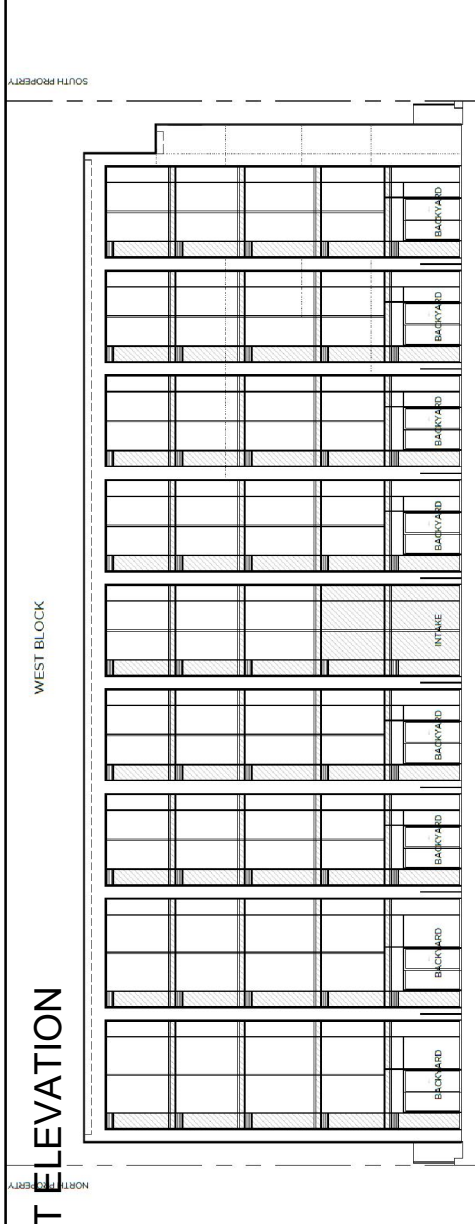 SOUTH PROPERTY
BACKYARD
BACKYARD
BACKYARD
BACKYARD
INTAKE
BACKYARD
BACKYARD
BACKYARD
BACKYARD
WEST BLOCK
T ELEVATION
NORTH PROPERTY